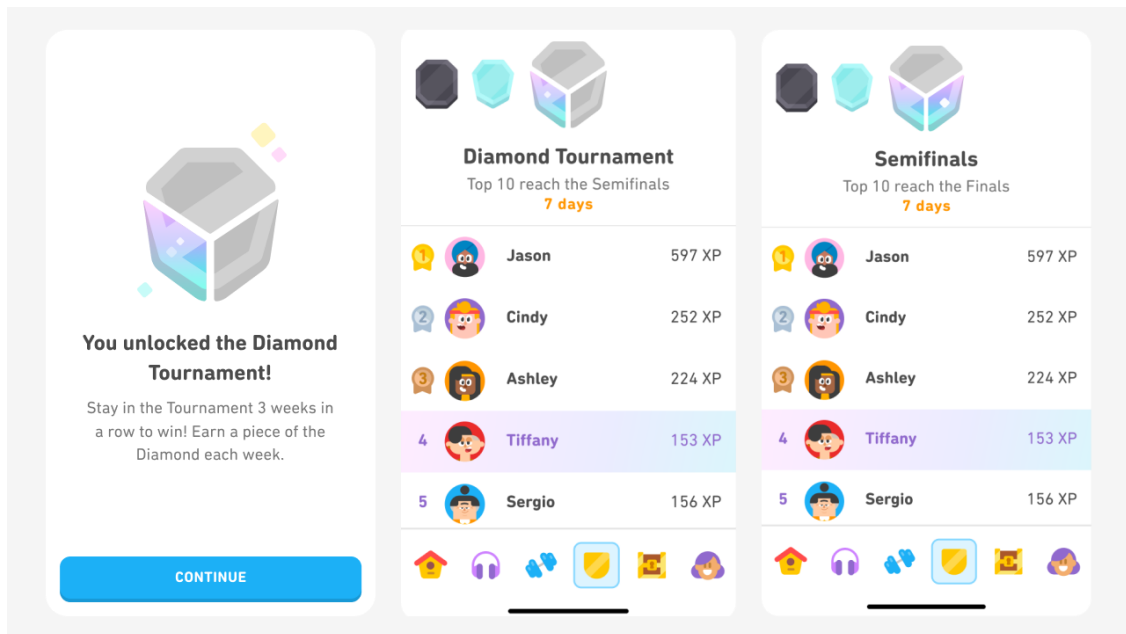 You unlocked the Diamond
Tournament!
Stay in the Tournament 3 weeks in
a row to win! Earn a piece of the
Diamond each week.
CONTINUE
Diamond Tournament
Top 10 reach the Semifinals
7 days
1 Jason 597 XP
2 Cindy 252 XP
3 Ashley 224 XP
4 Tiffany 153 XP
5 Sergio 156 XP
Semifinals
Top 10 reach the Finals
7 days
1 Jason 597 XP
2 Cindy 252 XP
3 Ashley 224 XP
4 Tiffany 153 XP
5 Sergio 156 XP